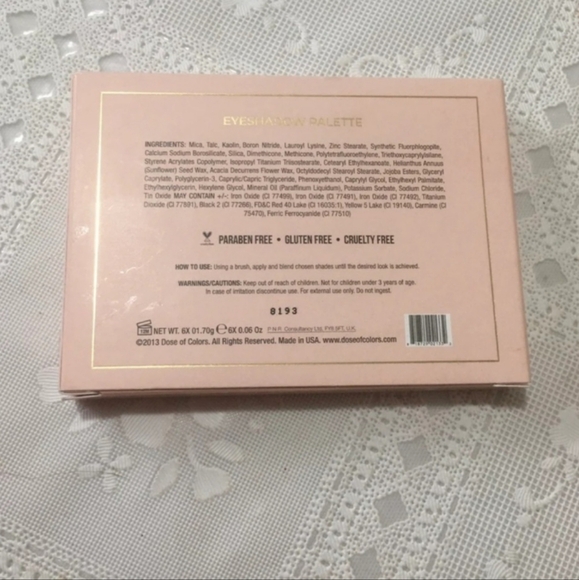 EYESHADOW PALETTE
INGREDIENTS: Mica, Talc, Kaolin, Boron Nitride, Lauroyl Lysine, Zinc Stearate, Synthetic Fluorphlogopite,
Calcium Sodium Borosilicate, Silica, Dimethicone, Methicone, Polytetrafluoroethylene, Triethoxycaprylylsilane,
Styrene Acrylates Copolymer, Isopropyl Titanium Triisostearate, Cetearyl Ethylhexanoate, Helianthus Annuus
(Sunflower) Seed Wax, Acacia Decurrens Flower Wax, Octyldodecyl Stearoyl Stearate, Jojoba Esters, Glyceryl
Caprylate, Polyglycerin-3, Caprylic/Capric Triglyceride, Phenoxyethanol, Caprylyl Glycol, Ethylhexyl Palmitate,
Ethylhexylglycerin, Hexylene Glycol, Mineral Oil (Paraffinum Liquidum), Potassium Sorbate, Sodium Chloride,
Tin Oxide MAY CONTAIN +/-: Iron Oxide (CI 77499), Iron Oxide (CI 77491), Iron Oxide (CI 77492), Titanium
Dioxide (CI 77891), Black 2 (CI 77266), FD&C Red 40 Lake (CI 16035:1), Yellow 5 Lake (CI 19140), Carmine (CI
75470), Ferric Ferrocyanide (CI 77510)
PARABEN FREE • GLUTEN FREE • CRUELTY FREE
HOW TO USE: Using a brush, apply and blend chosen shades until the desired look is achieved.
WARNINGS/CAUTIONS: Keep out of reach of children. Not for children under 3 years of age.
In case of irritation discontinue use. For external use only. Do not ingest.
8193
NET WT. 6X 01.70g ℮ 6X 0.06 Oz F.N.R. Consultancy Ltd, FY8 5FT, U.K.
©2013 Dose of Colors. All Rights Reserved. Made in USA. www.doseofcolors.com